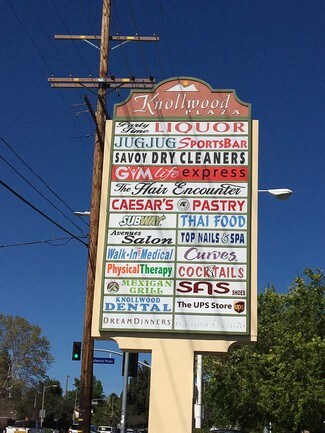 Knollwood
PLAZA
Party Time LIQUOR
JUGJUG SPORTSBAR
SAVOY DRY CLEANERS
GYM life express
The Hair Encounter
CAESAR'S PASTRY
SUBWAY THAI FOOD
Avenues Salon TOP NAILS & SPA
Walk-In Medical Curves
Physical Therapy COCKTAILS
MEXICAN GRILL SAS SHOES
KNOLLWOOD DENTAL The UPS Store
DREAM DINNERS